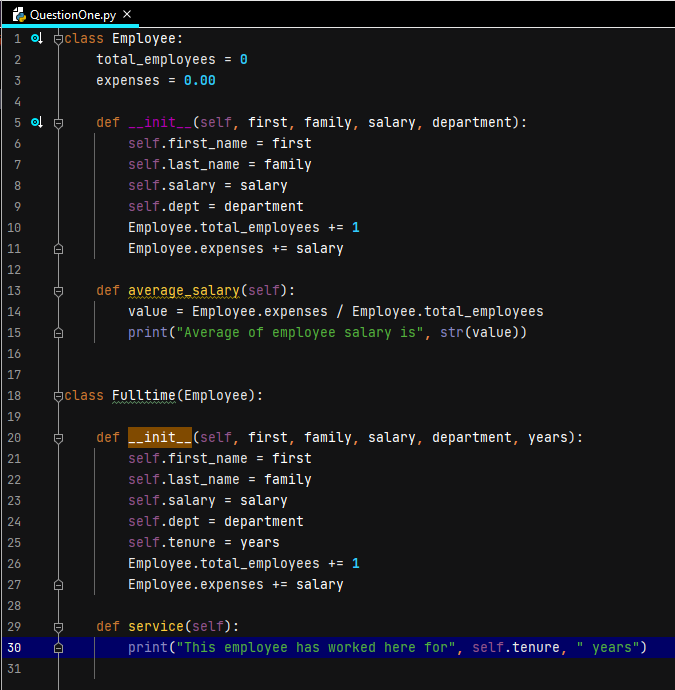 QuestionOne.py ×
1 class Employee:
2     total_employees = 0
3     expenses = 0.00
4
5     def __init__(self, first, family, salary, department):
6         self.first_name = first
7         self.last_name = family
8         self.salary = salary
9         self.dept = department
10         Employee.total_employees += 1
11         Employee.expenses += salary
12
13     def average_salary(self):
14         value = Employee.expenses / Employee.total_employees
15         print("Average of employee salary is", str(value))
16
17
18 class Fulltime(Employee):
19
20     def __init__(self, first, family, salary, department, years):
21         self.first_name = first
22         self.last_name = family
23         self.salary = salary
24         self.dept = department
25         self.tenure = years
26         Employee.total_employees += 1
27         Employee.expenses += salary
28
29     def service(self):
30         print("This employee has worked here for", self.tenure, " years")
31